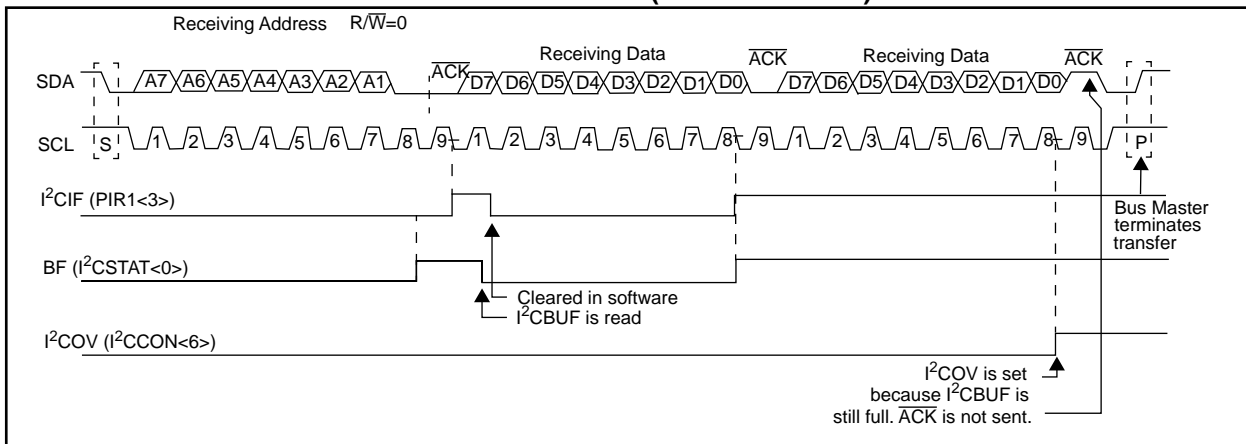 Receiving Address R/W̅=0
Receiving Data
Receiving Data
A̅C̅K̅
A̅C̅K̅
A̅C̅K̅
SDA A7 A6 A5 A4 A3 A2 A1 D7 D6 D5 D4 D3 D2 D1 D0 D7 D6 D5 D4 D3 D2 D1 D0
SCL S 1 2 3 4 5 6 7 8 9 1 2 3 4 5 6 7 8 9 1 2 3 4 5 6 7 8 9 P
I²CIF (PIR1<3>)
Bus Master
terminates
transfer
BF (I²CSTAT<0>)
Cleared in software
I²CBUF is read
I²COV (I²CCON<6>)
I²COV is set
because I²CBUF is
still full. A̅C̅K̅ is not sent.